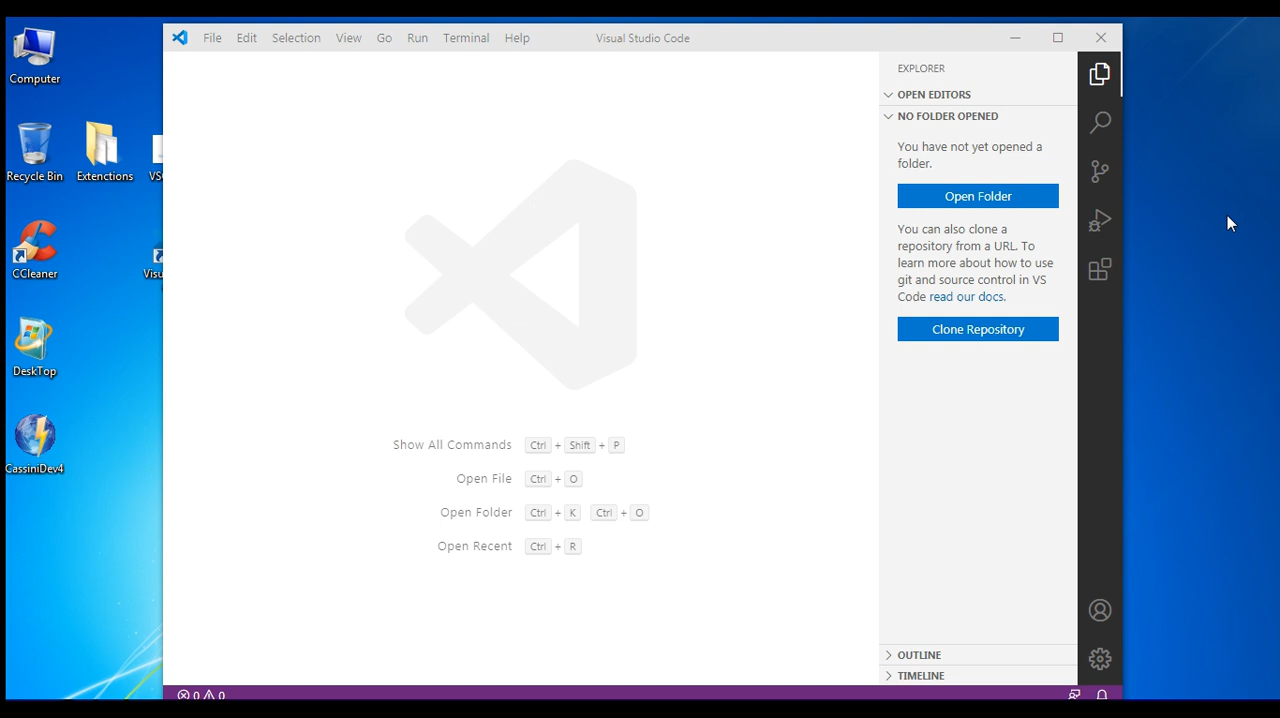 File Edit Selection View Go Run Terminal Help Visual Studio Code
Computer
Recycle Bin
Extenctions
CCleaner
DeskTop
CassiniDev4
Show All Commands Ctrl + Shift + P
Open File Ctrl + O
Open Folder Ctrl + K Ctrl + O
Open Recent Ctrl + R
EXPLORER
OPEN EDITORS
NO FOLDER OPENED
You have not yet opened a
folder.
Open Folder
You can also clone a
repository from a URL. To
learn more about how to use
git and source control in VS
Code read our docs.
Clone Repository
OUTLINE
TIMELINE
0 0